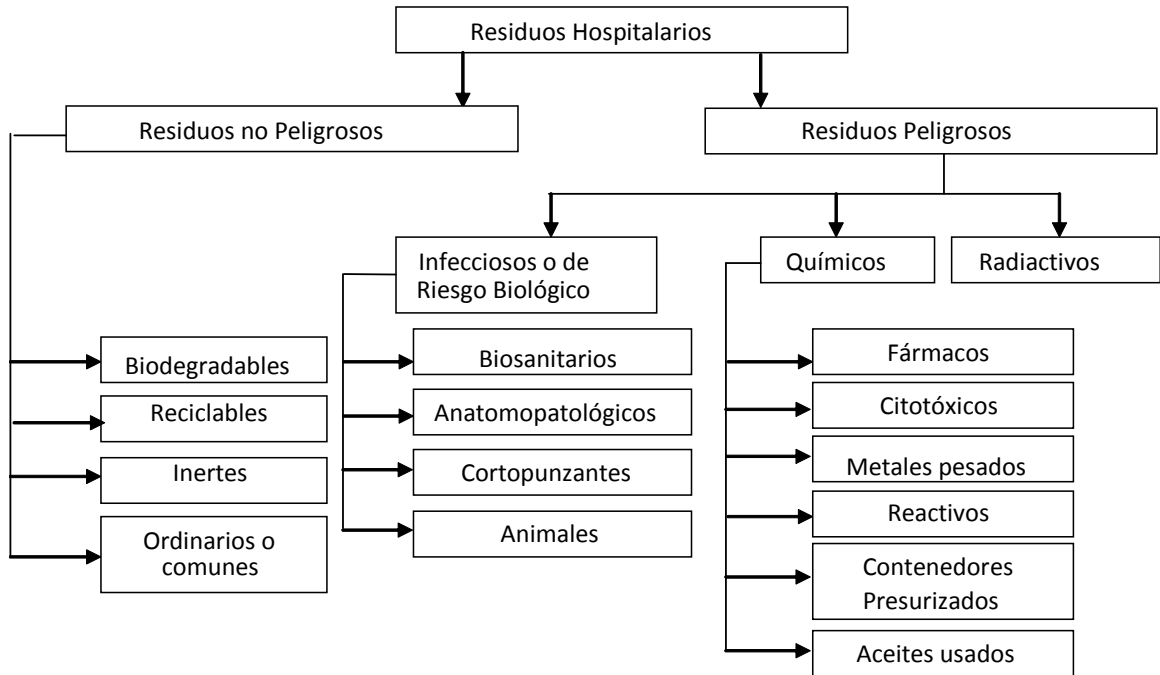 Residuos Hospitalarios
Residuos no Peligrosos
Residuos Peligrosos
Infecciosos o de
Riesgo Biológico
Químicos
Radiactivos
Biodegradables
Reciclables
Inertes
Ordinarios o
comunes
Biosanitarios
Anatomopatológicos
Cortopunzantes
Animales
Fármacos
Citotóxicos
Metales pesados
Reactivos
Contenedores
Presurizados
Aceites usados